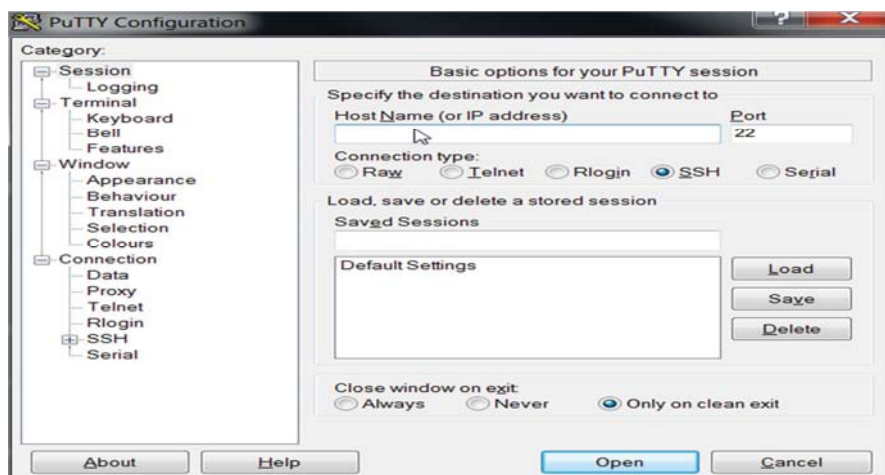 PuTTY Configuration
?
Category:
Session
Logging
Terminal
Keyboard
Bell
Features
Window
Appearance
Behaviour
Translation
Selection
Colours
Connection
Data
Proxy
Telnet
Rlogin
SSH
Serial
Basic options for your PuTTY session
Specify the destination you want to connect to
Host Name (or IP address) Port
22
Connection type:
Raw Telnet Rlogin SSH Serial
Load, save or delete a stored session
Saved Sessions
Default Settings
Load
Save
Delete
Close window on exit:
Always Never Only on clean exit
About Help Open Cancel